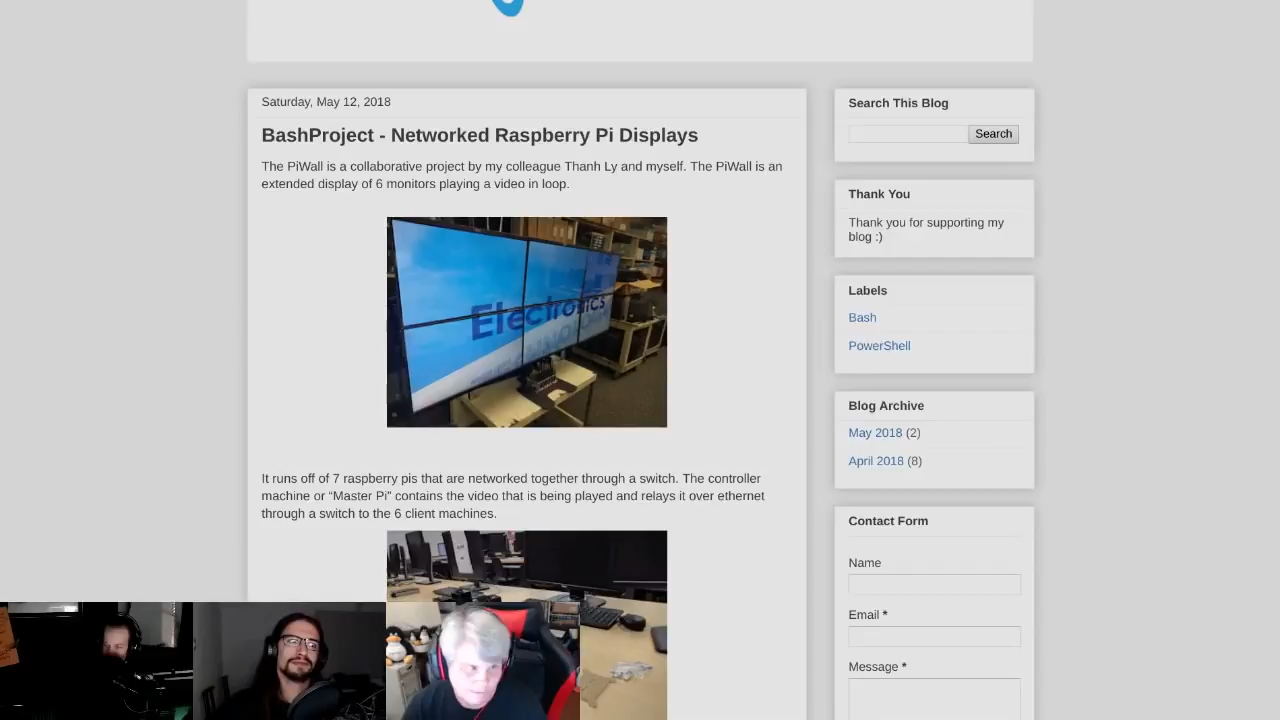 Saturday, May 12, 2018
BashProject - Networked Raspberry Pi Displays
The PiWall is a collaborative project by my colleague Thanh Ly and myself. The PiWall is an
extended display of 6 monitors playing a video in loop.
Electronics
It runs off of 7 raspberry pis that are networked together through a switch. The controller
machine or “Master Pi” contains the video that is being played and relays it over ethernet
through a switch to the 6 client machines.
Search This Blog
Search
Thank You
Thank you for supporting my
blog :)
Labels
Bash
PowerShell
Blog Archive
May 2018 (2)
April 2018 (8)
Contact Form
Name
Email *
Message *